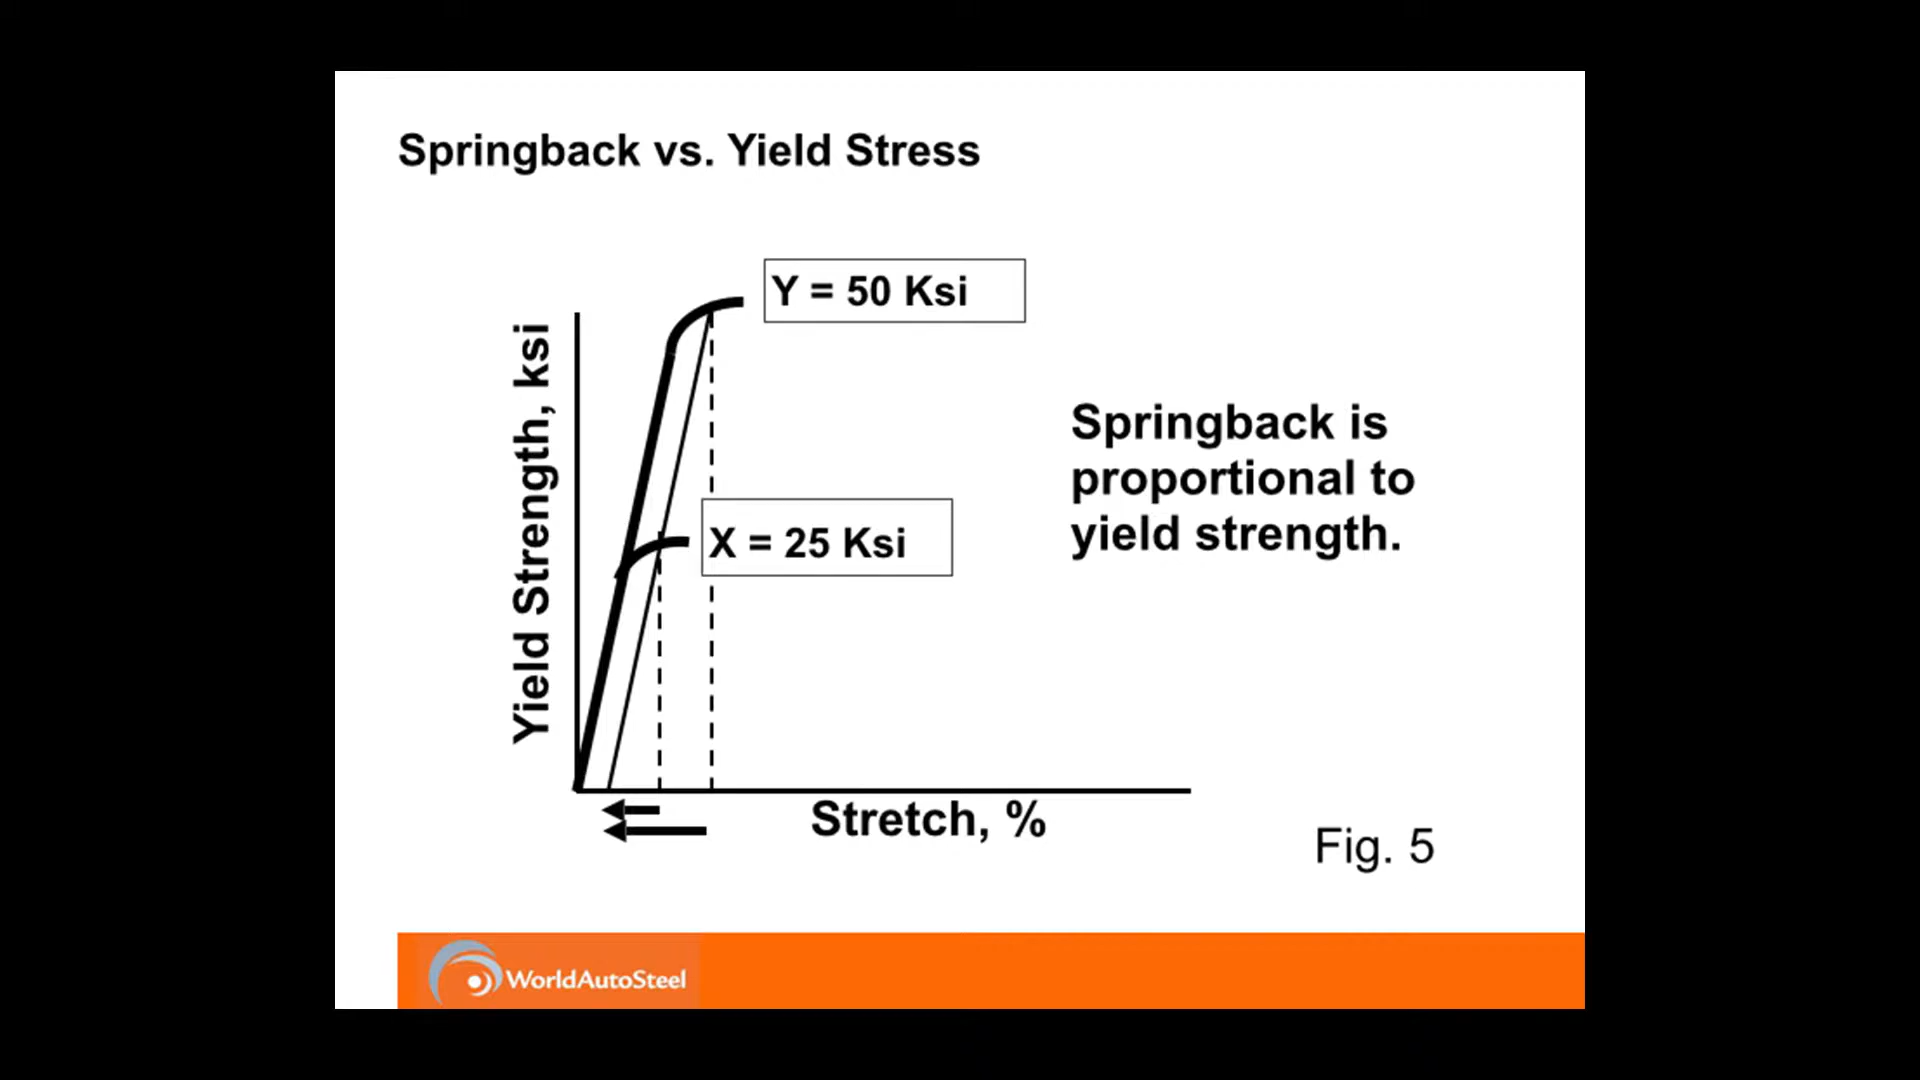 Springback vs. Yield Stress
Y = 50 Ksi
Yield Strength, ksi
X = 25 Ksi
Springback is
proportional to
yield strength.
Stretch, %
Fig. 5
WorldAutoSteel